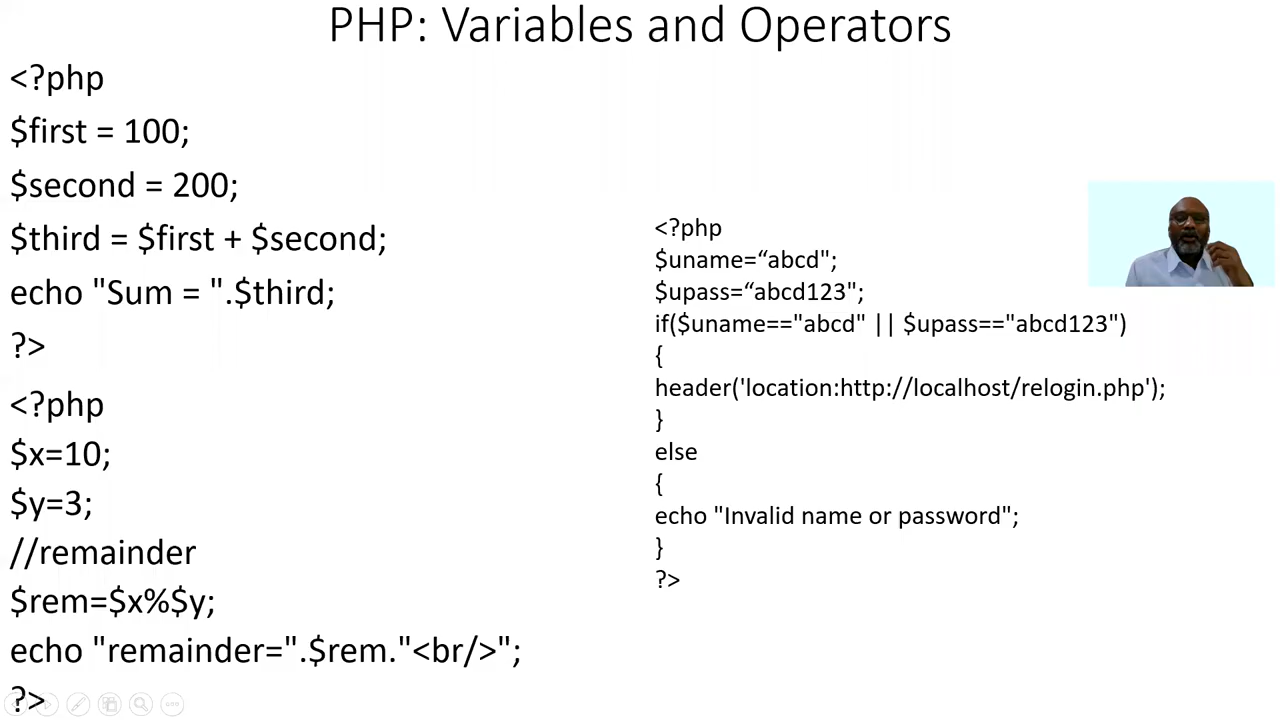 PHP: Variables and Operators
<?php
$first = 100;
$second = 200;
$third = $first + $second;
echo "Sum = ".$third;
?>
<?php
$x=10;
$y=3;
//remainder
$rem=$x%$y;
echo "remainder=".$rem."<br/>";
?>
<?php
$uname=“abcd";
$upass=“abcd123";
if($uname=="abcd" || $upass=="abcd123")
{
header('location:http://localhost/relogin.php');
}
else
{
echo "Invalid name or password";
}
?>